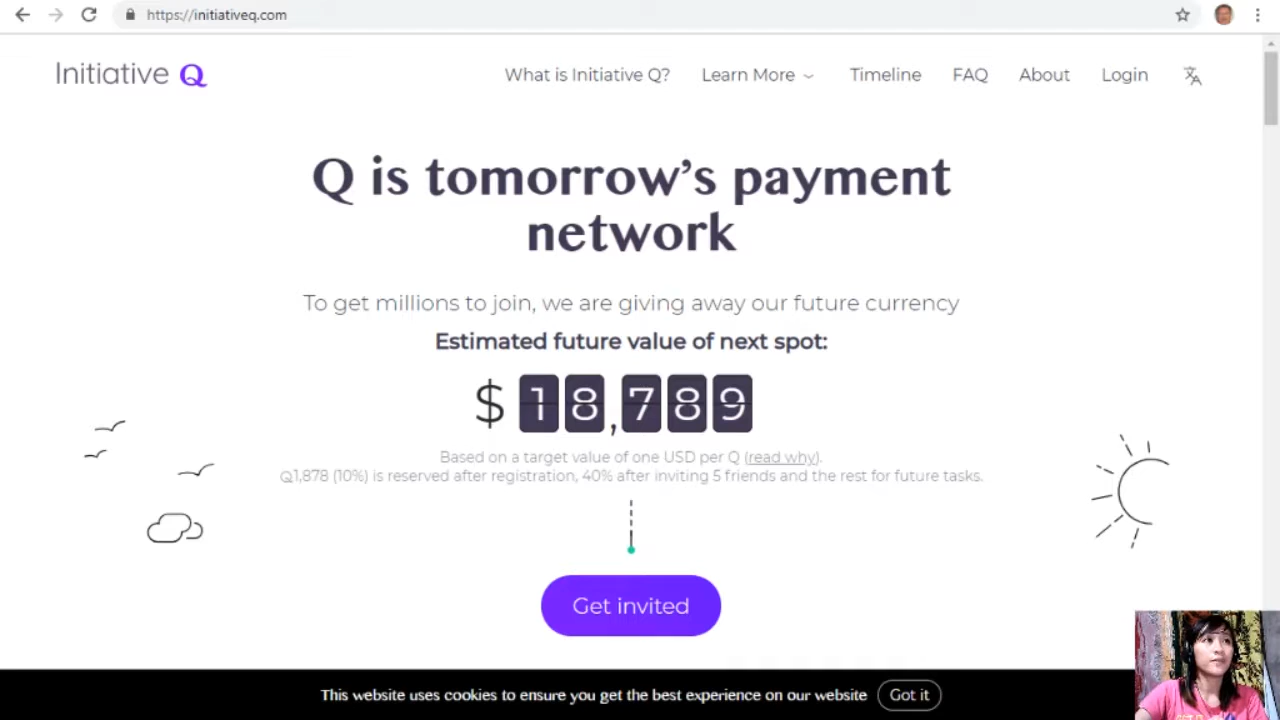 https://initiativeq.com
Initiative Q
What is Initiative Q? Learn More Timeline FAQ About Login
Q is tomorrow's payment
network
To get millions to join, we are giving away our future currency
Estimated future value of next spot:
$ 18,789
Based on a target value of one USD per Q (read why).
Q1,878 (10%) is reserved after registration, 40% after inviting 5 friends and the rest for future tasks.
Get invited
This website uses cookies to ensure you get the best experience on our website Got it